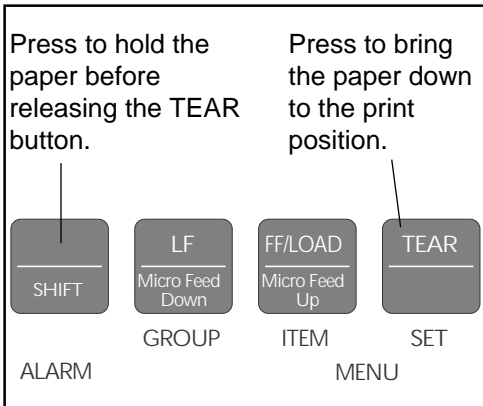 Press to hold the
paper before
releasing the TEAR
button.
Press to bring
the paper down
to the print
position.
SHIFT
LF
Micro Feed
Down
FF/LOAD
Micro Feed
Up
TEAR
GROUP
ITEM
SET
ALARM
MENU